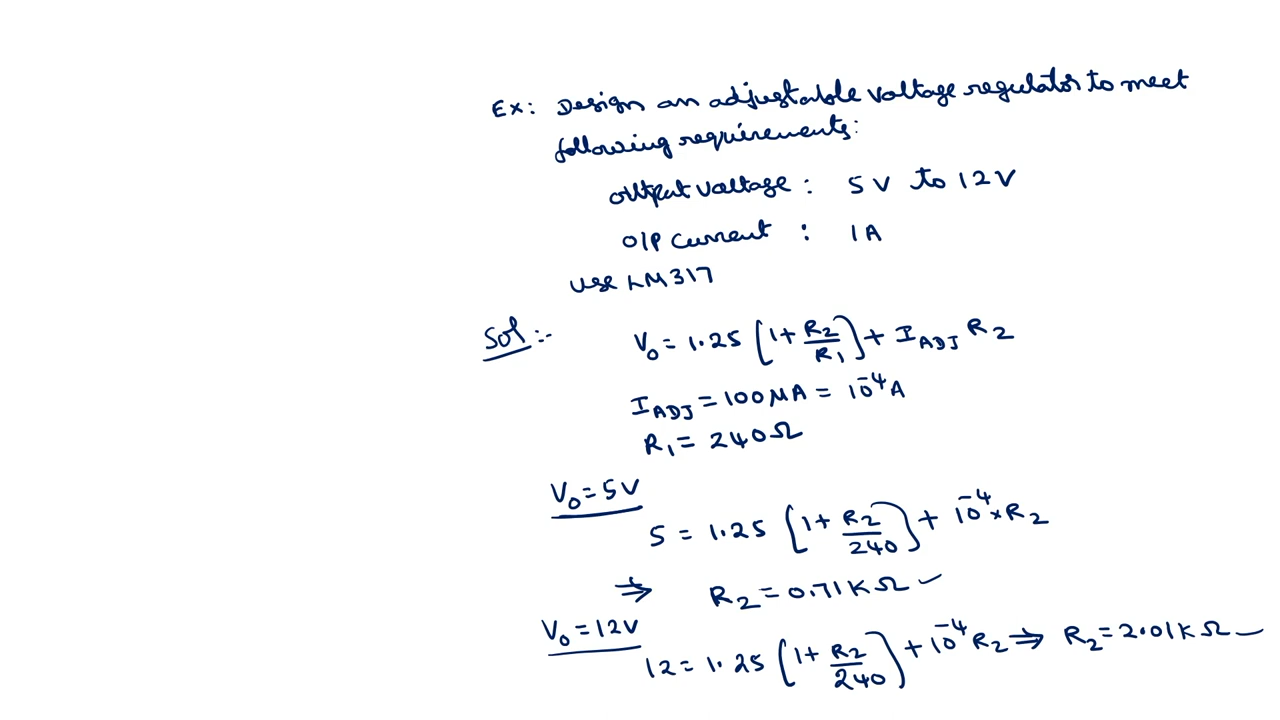 Ex: Design an adjustable voltage regulator to meet
following requirements:
output voltage : 5V to 12V
O/P current : 1A
use LM317
Sol:- V₀ = 1.25 (1 + R₂/R₁) + I_ADJ R₂
I_ADJ = 100 μA = 10⁻⁴ A
R₁ = 240 Ω
V₀ = 5V
5 = 1.25 (1 + R₂/240) + 10⁻⁴ × R₂
⇒ R₂ = 0.71 KΩ
V₀ = 12V
12 = 1.25 (1 + R₂/240) + 10⁻⁴ R₂ ⇒ R₂ = 2.01 KΩ